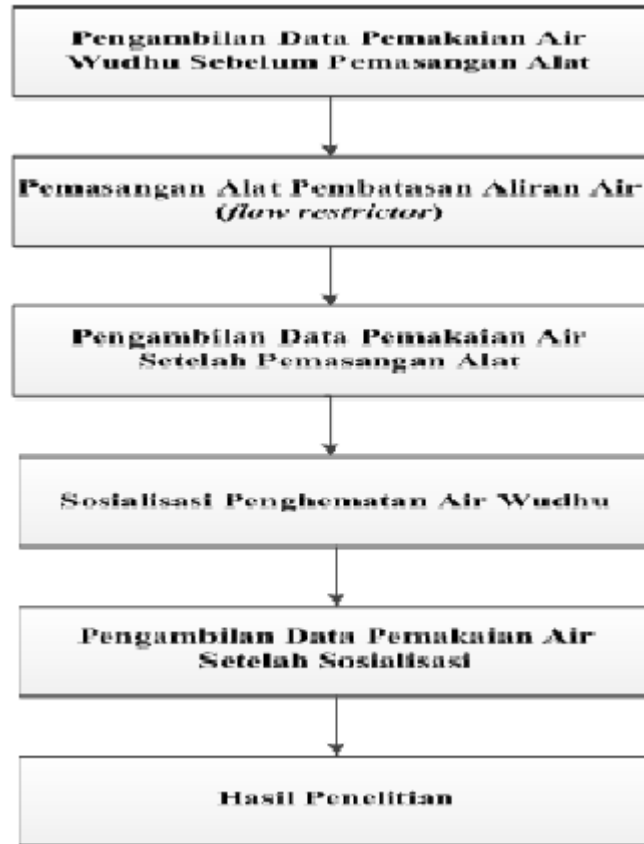 Pengambilan Data Pemakaian Air
Wudhu Sebelum Pemasangan Alat
Pemasangan Alat Pembatasan Aliran Air
(flow restrictor)
Pengambilan Data Pemakaian Air
Setelah Pemasangan Alat
Sosialisasi Penghematan Air Wudhu
Pengambilan Data Pemakaian Air
Setelah Sosialisasi
Hasil Penelitian